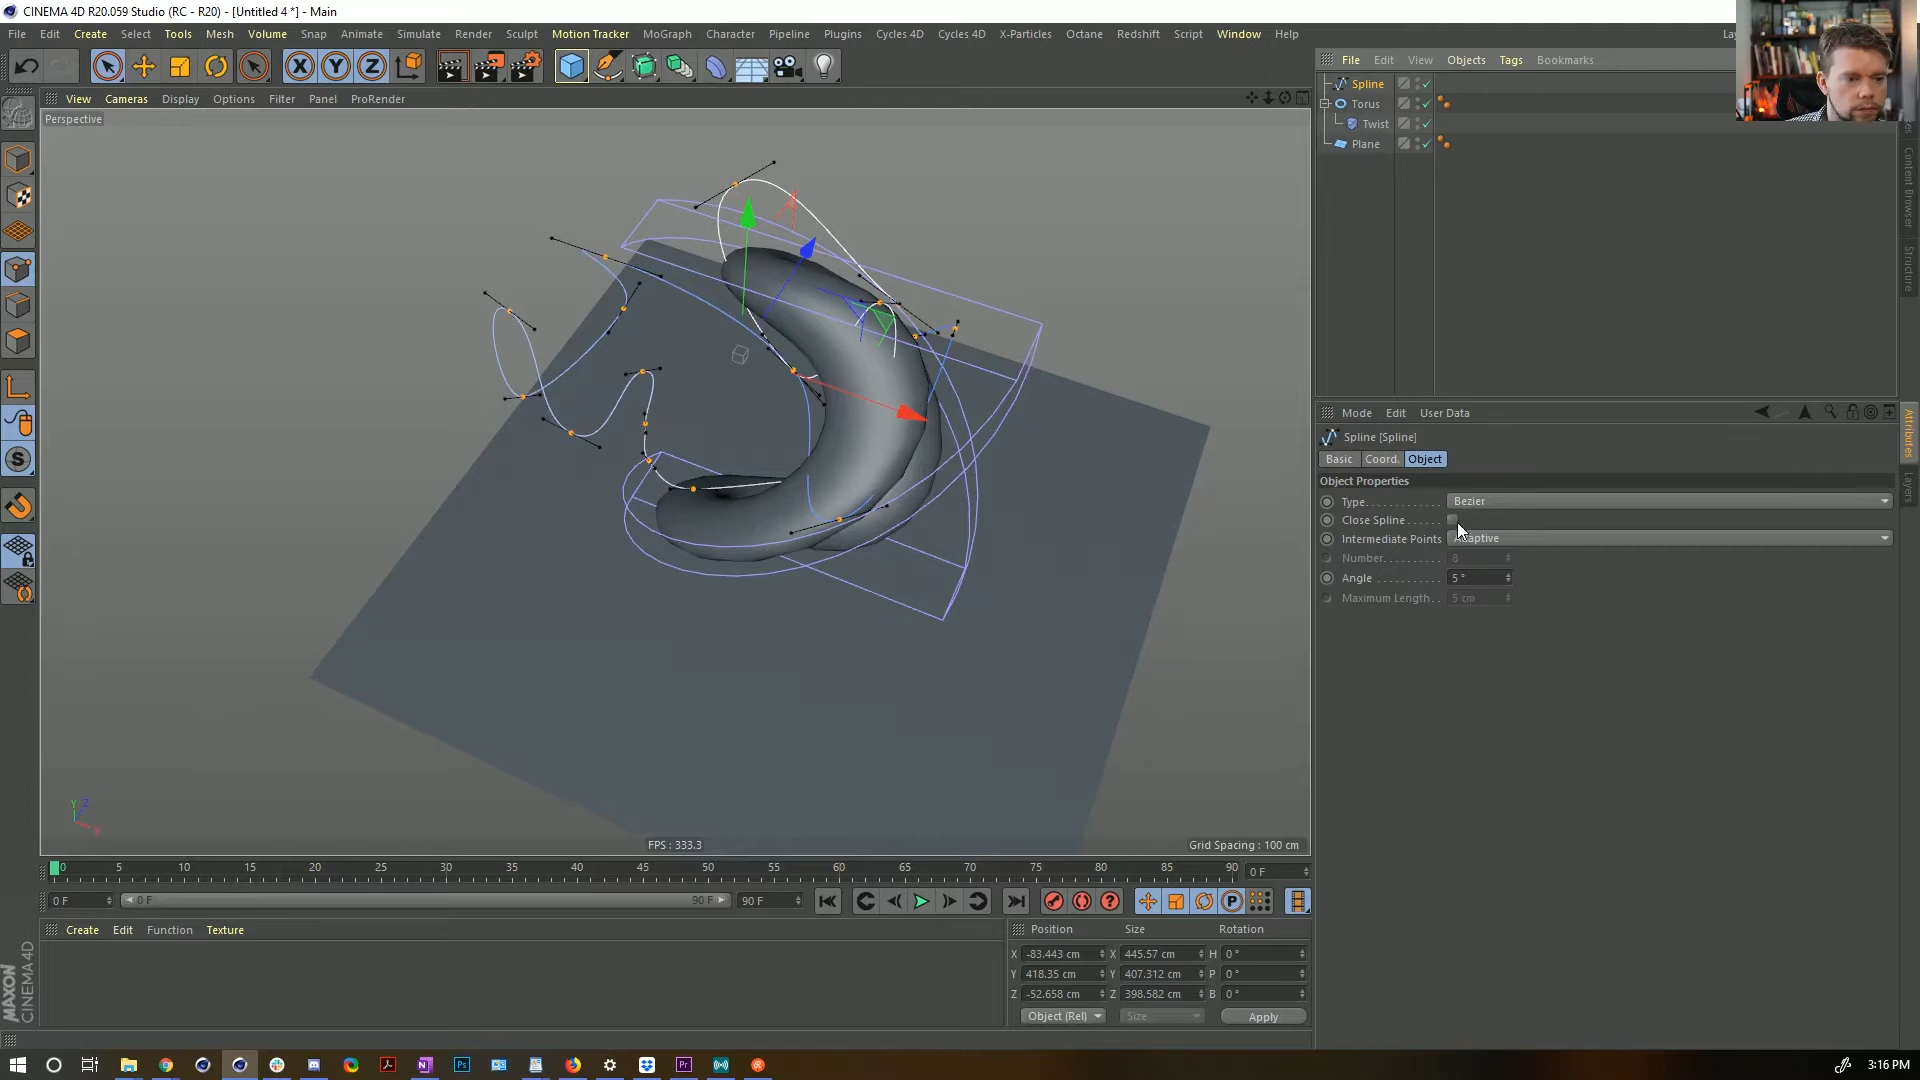 CINEMA 4D R20.059 Studio (RC - R20) - [Untitled 4 *] - Main
File Edit Create Select Tools Mesh Volume Snap Animate Simulate Render Sculpt Motion Tracker MoGraph Character Pipeline Plugins Cycles 4D Cycles 4D X-Particles Octane Redshift Script Window Help
View Cameras Display Options Filter Panel ProRender
Perspective
FPS : 333.3
Grid Spacing : 100 cm
0 5 10 15 20 25 30 35 40 45 50 55 60 65 70 75 80 85 90 0 F
0 F 0 F 90 F 90 F
Create Edit Function Texture
Position Size Rotation
X -83.443 cm X 445.57 cm H 0 °
Y 418.35 cm Y 407.312 cm P 0 °
Z -52.658 cm Z 398.582 cm B 0 °
Object (Rel) Size Apply
MAXON
CINEMA 4D
File Edit View Objects Tags Bookmarks
Spline
Torus
Twist
Plane
Content Browser
Structure
Mode Edit User Data
Spline [Spline]
Basic Coord. Object
Object Properties
Type Bezier
Close Spline
Intermediate Points Adaptive
Number 8
Angle 5 °
Maximum Length 5 cm
Attributes
Layers
3:16 PM